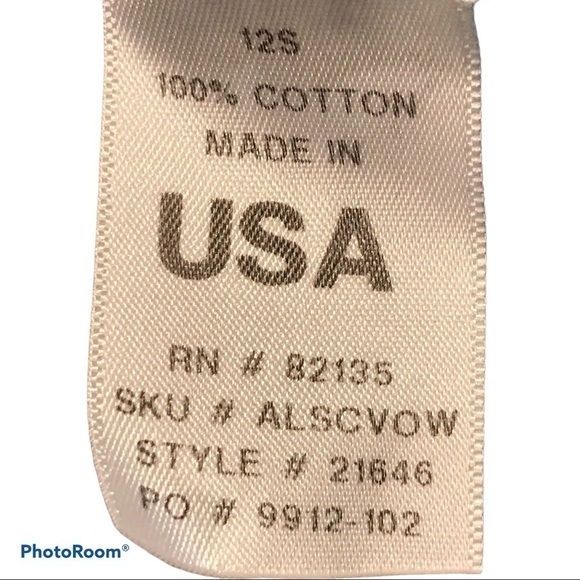 12S
100% COTTON
MADE IN
USA
RN # 82135
SKU # ALSCVOW
STYLE # 21646
PO # 9912-102
PhotoRoom®